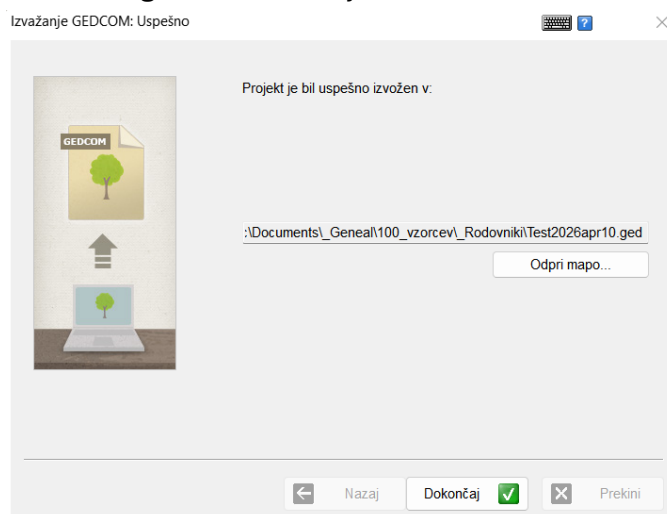 Izvažanje GEDCOM: Uspešno
?
GEDCOM
Projekt je bil uspešno izvožen v:
:\Documents\_Geneal\100_vzorcev\_Rodovniki\Test2026apr10.ged
Odpri mapo...
Nazaj Dokončaj Prekini